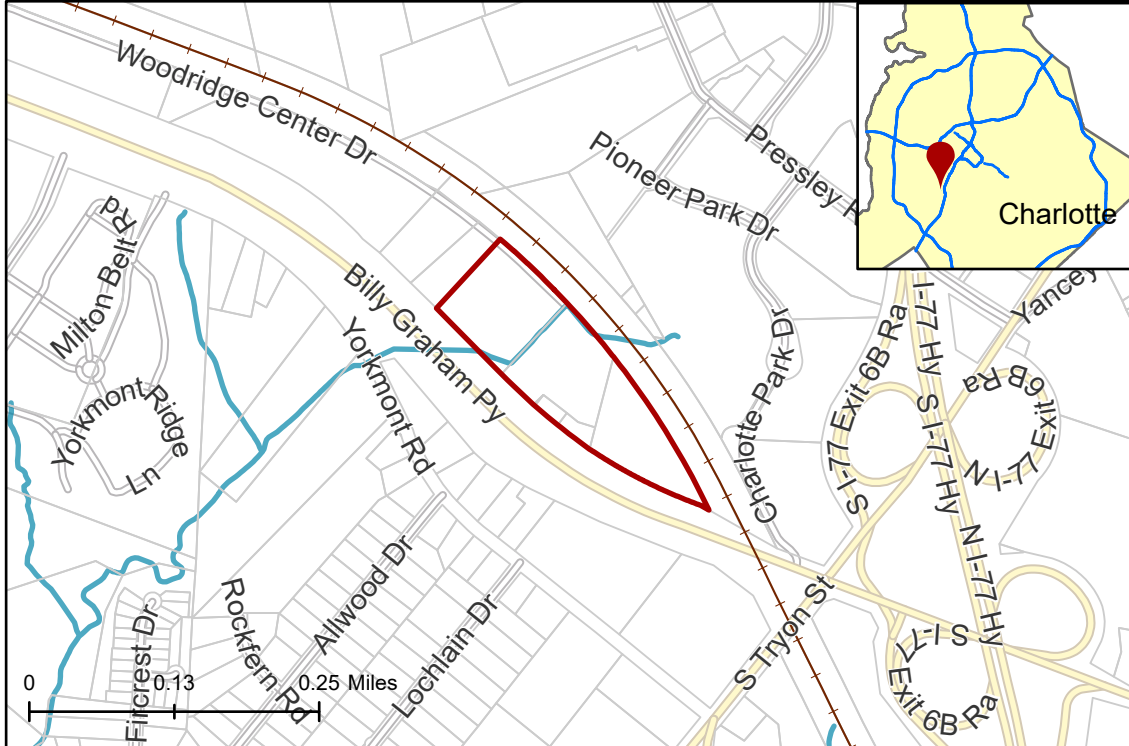 Woodridge Center Dr
Pioneer Park Dr
Pressley R
Charlotte
Milton Belt Rd
Billy Graham Py
Yorkmont Rd
Yorkmont Ridge Ln
Charlotte Park Dr
S I-77 Exit 6B Ra
I-77 Hy
S I-77 Hy
N I-77 Hy
Yancey
N I-77 Exit 6B Ra
S I-77 Exit 6B Ra
S Tryon St
Allwood Dr
Lochlain Dr
Rockfern Rd
Fircrest Dr
0 0.13 0.25 Miles